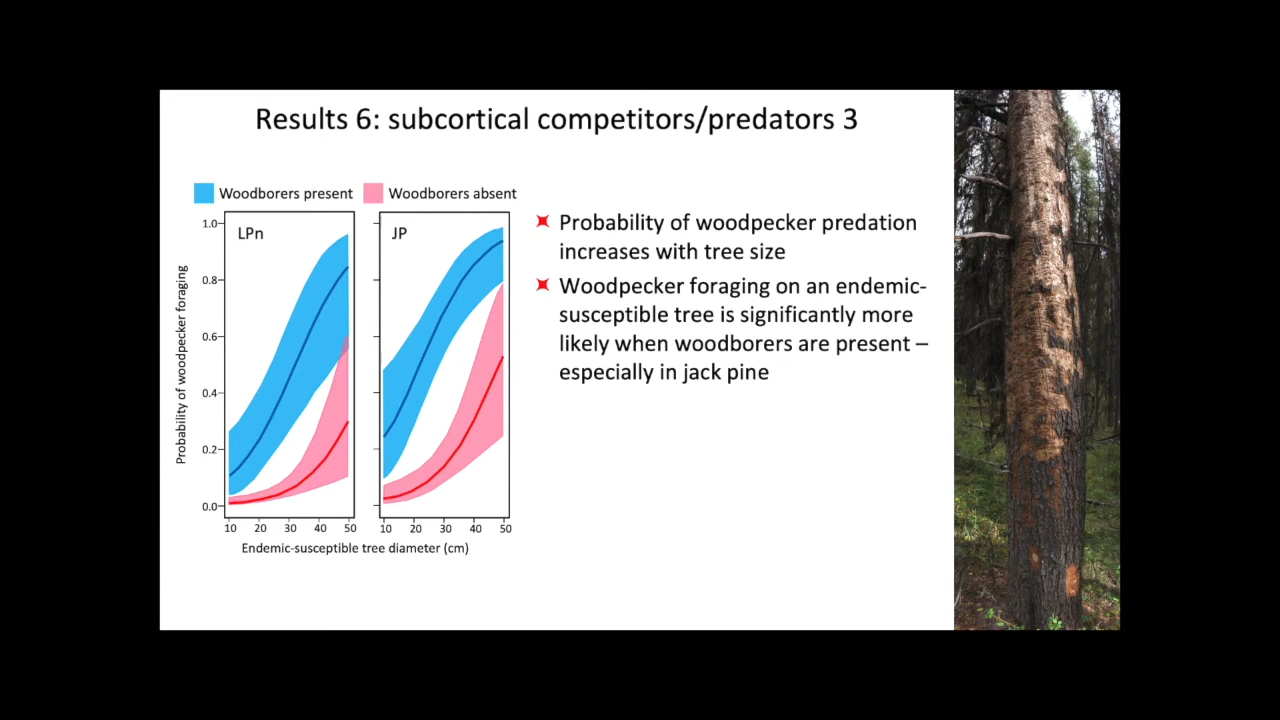 Results 6: subcortical competitors/predators 3
Woodborers present
Woodborers absent
LPn
JP
Probability of woodpecker foraging
1.0
0.8
0.6
0.4
0.2
0.0
10 20 30 40 50
10 20 30 40 50
Endemic-susceptible tree diameter (cm)
Probability of woodpecker predation
increases with tree size
Woodpecker foraging on an endemic-
susceptible tree is significantly more
likely when woodborers are present –
especially in jack pine